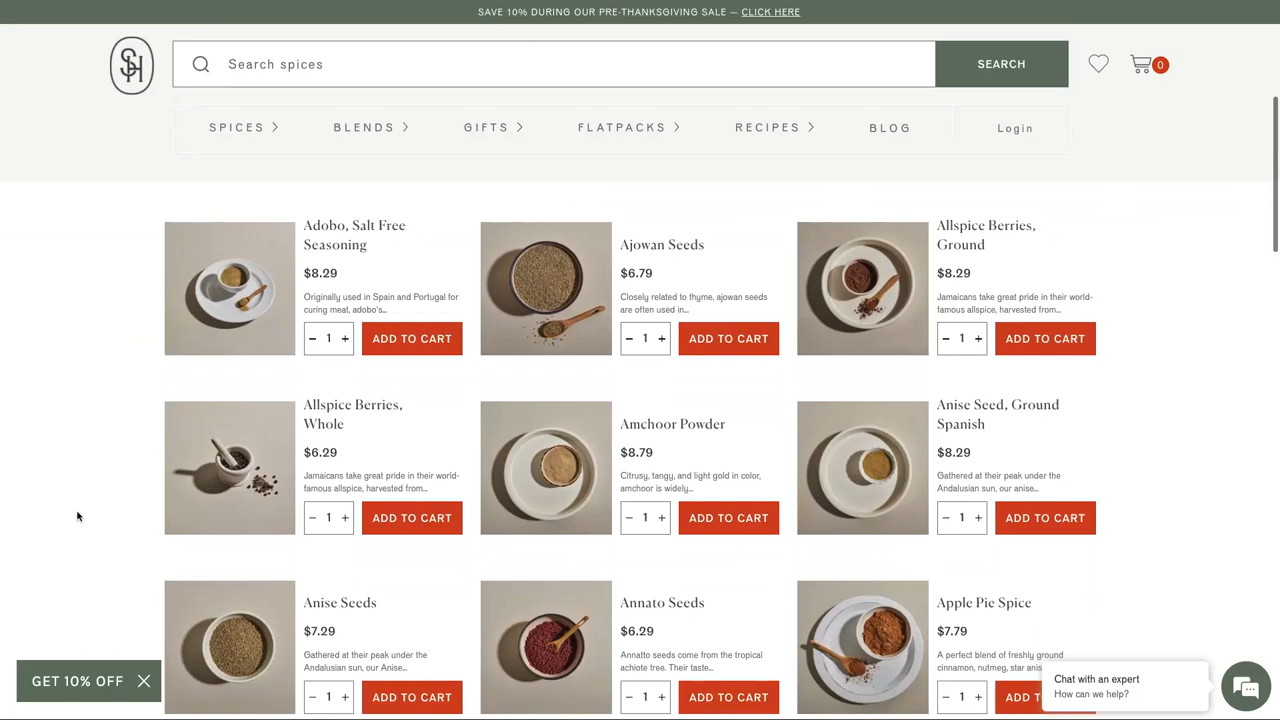 SAVE 10% DURING OUR PRE-THANKSGIVING SALE — CLICK HERE
SH
Search spices
SEARCH
0
SPICES
BLENDS
GIFTS
FLATPACKS
RECIPES
BLOG
Login
Adobo, Salt Free
Seasoning
$8.29
Originally used in Spain and Portugal for
curing meat, adobo's...
− 1 +
ADD TO CART
Ajowan Seeds
$6.79
Closely related to thyme, ajowan seeds
are often used in...
− 1 +
ADD TO CART
Allspice Berries,
Ground
$8.29
Jamaicans take great pride in their world-
famous allspice, harvested from...
− 1 +
ADD TO CART
Allspice Berries,
Whole
$6.29
Jamaicans take great pride in their world-
famous allspice, harvested from...
− 1 +
ADD TO CART
Amchoor Powder
$8.79
Citrusy, tangy, and light gold in color,
amchoor is widely...
− 1 +
ADD TO CART
Anise Seed, Ground
Spanish
$8.29
Gathered at their peak under the
Andalusian sun, our anise...
− 1 +
ADD TO CART
Anise Seeds
$7.29
Gathered at their peak under the
Andalusian sun, our Anise...
− 1 +
ADD TO CART
Annato Seeds
$6.29
Annatto seeds come from the tropical
achiote tree. Their taste...
− 1 +
ADD TO CART
Apple Pie Spice
$7.79
A perfect blend of freshly ground
cinnamon, nutmeg, star anis
− 1 +
ADD T
GET 10% OFF
Chat with an expert
How can we help?